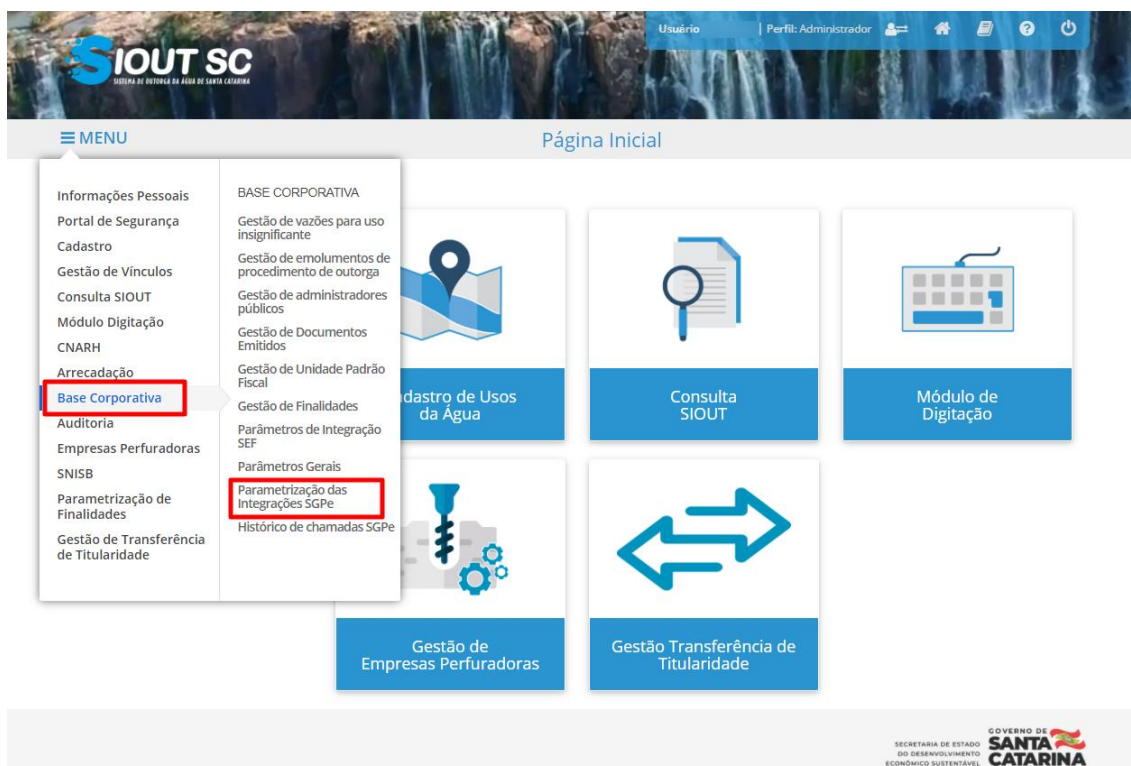 SIOUT SC
SISTEMA DE OUTORGA DA ÁGUA DE SANTA CATARINA
Usuário | Perfil: Administrador
MENU
Página Inicial
Informações Pessoais
Portal de Segurança
Cadastro
Gestão de Vínculos
Consulta SIOUT
Módulo Digitação
CNARH
Arrecadação
Base Corporativa
Auditoria
Empresas Perfuradoras
SNISB
Parametrização de
Finalidades
Gestão de Transferência
de Titularidade
BASE CORPORATIVA
Gestão de vazões para uso
insignificante
Gestão de emolumentos de
procedimento de outorga
Gestão de administradores
públicos
Gestão de Documentos
Emitidos
Gestão de Unidade Padrão
Fiscal
Gestão de Finalidades
Parâmetros de Integração
SEF
Parâmetros Gerais
Parametrização das
Integrações SGPe
Histórico de chamadas SGPe
dastro de Usos
da Água
Consulta
SIOUT
Módulo de
Digitação
Gestão de
Empresas Perfuradoras
Gestão Transferência de
Titularidade
SECRETARIA DE ESTADO
DO DESENVOLVIMENTO
ECONÔMICO SUSTENTÁVEL
GOVERNO DE
SANTA
CATARINA